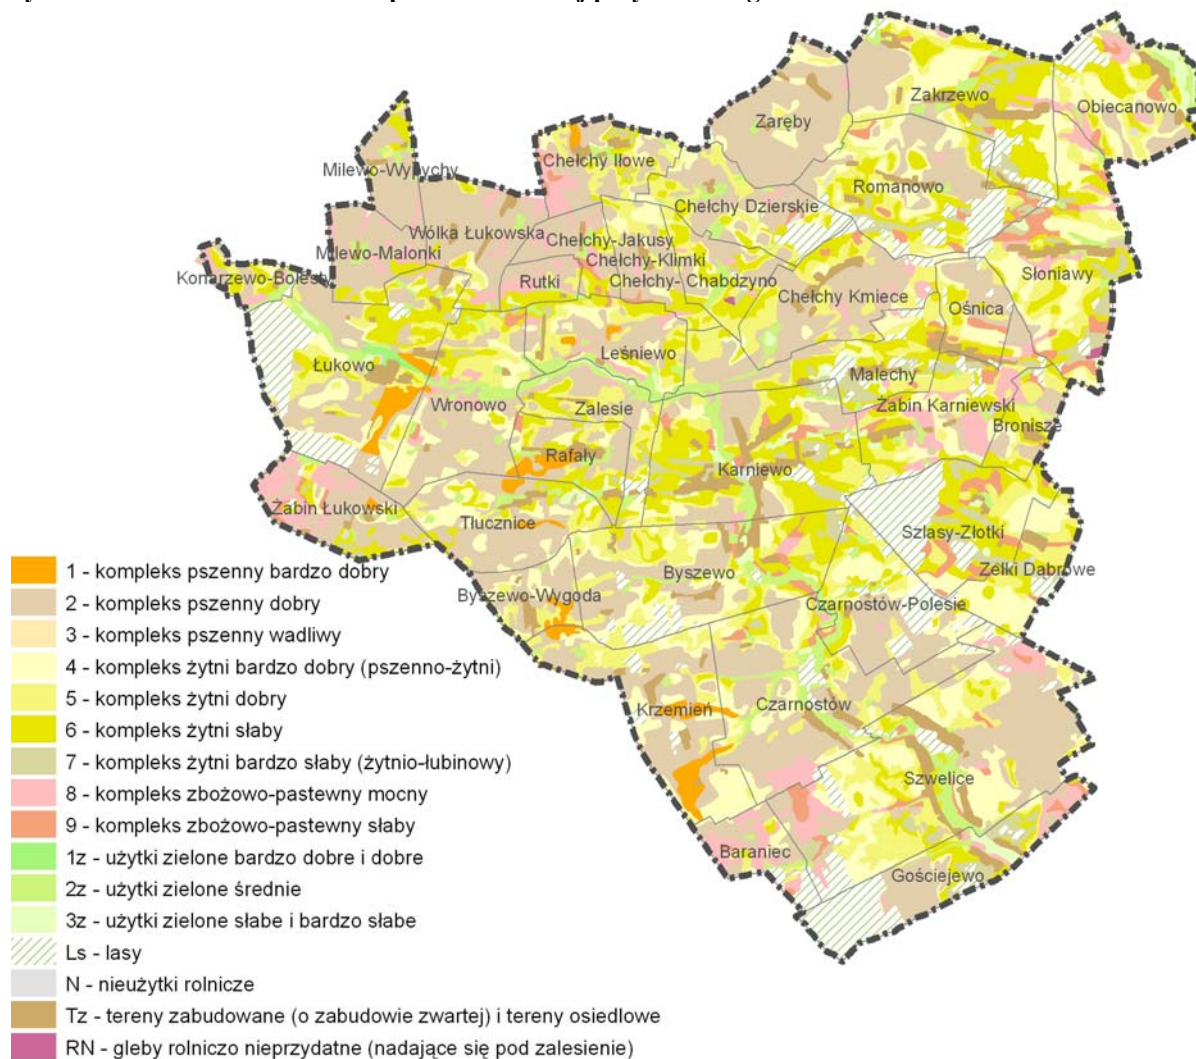 Zakrzewo
Obiecanowo
Zaręby
Chełchy Iłowe
Milewo-Wypychy
Romanowo
Chełchy Dzierskie
Wólka Łukowska
Chełchy-Jakusy
Milewo-Malonki
Chełchy-Klimki
Słoniawy
Konarzewo-Bolesty
Rutki
Chełchy- Chabdzyno
Chełchy Kmiece
Ośnica
Leśniewo
Łukowo
Malechy
Wronowo
Zalesie
Żabin Karniewski
Bronisze
Rafały
Karniewo
Żabin Łukowski
Tłucznice
Szlasy-Złotki
Byszewo
Zelki Dąbrowe
Byszewo-Wygoda
Czarnostów-Polesie
Krzemień
Czarnostów
Szwelice
Baraniec
Gościejewo
1 - kompleks pszenny bardzo dobry
2 - kompleks pszenny dobry
3 - kompleks pszenny wadliwy
4 - kompleks żytni bardzo dobry (pszenno-żytni)
5 - kompleks żytni dobry
6 - kompleks żytni słaby
7 - kompleks żytni bardzo słaby (żytnio-łubinowy)
8 - kompleks zbożowo-pastewny mocny
9 - kompleks zbożowo-pastewny słaby
1z - użytki zielone bardzo dobre i dobre
2z - użytki zielone średnie
3z - użytki zielone słabe i bardzo słabe
Ls - lasy
N - nieużytki rolnicze
Tz - tereny zabudowane (o zabudowie zwartej) i tereny osiedlowe
RN - gleby rolniczo nieprzydatne (nadające się pod zalesienie)